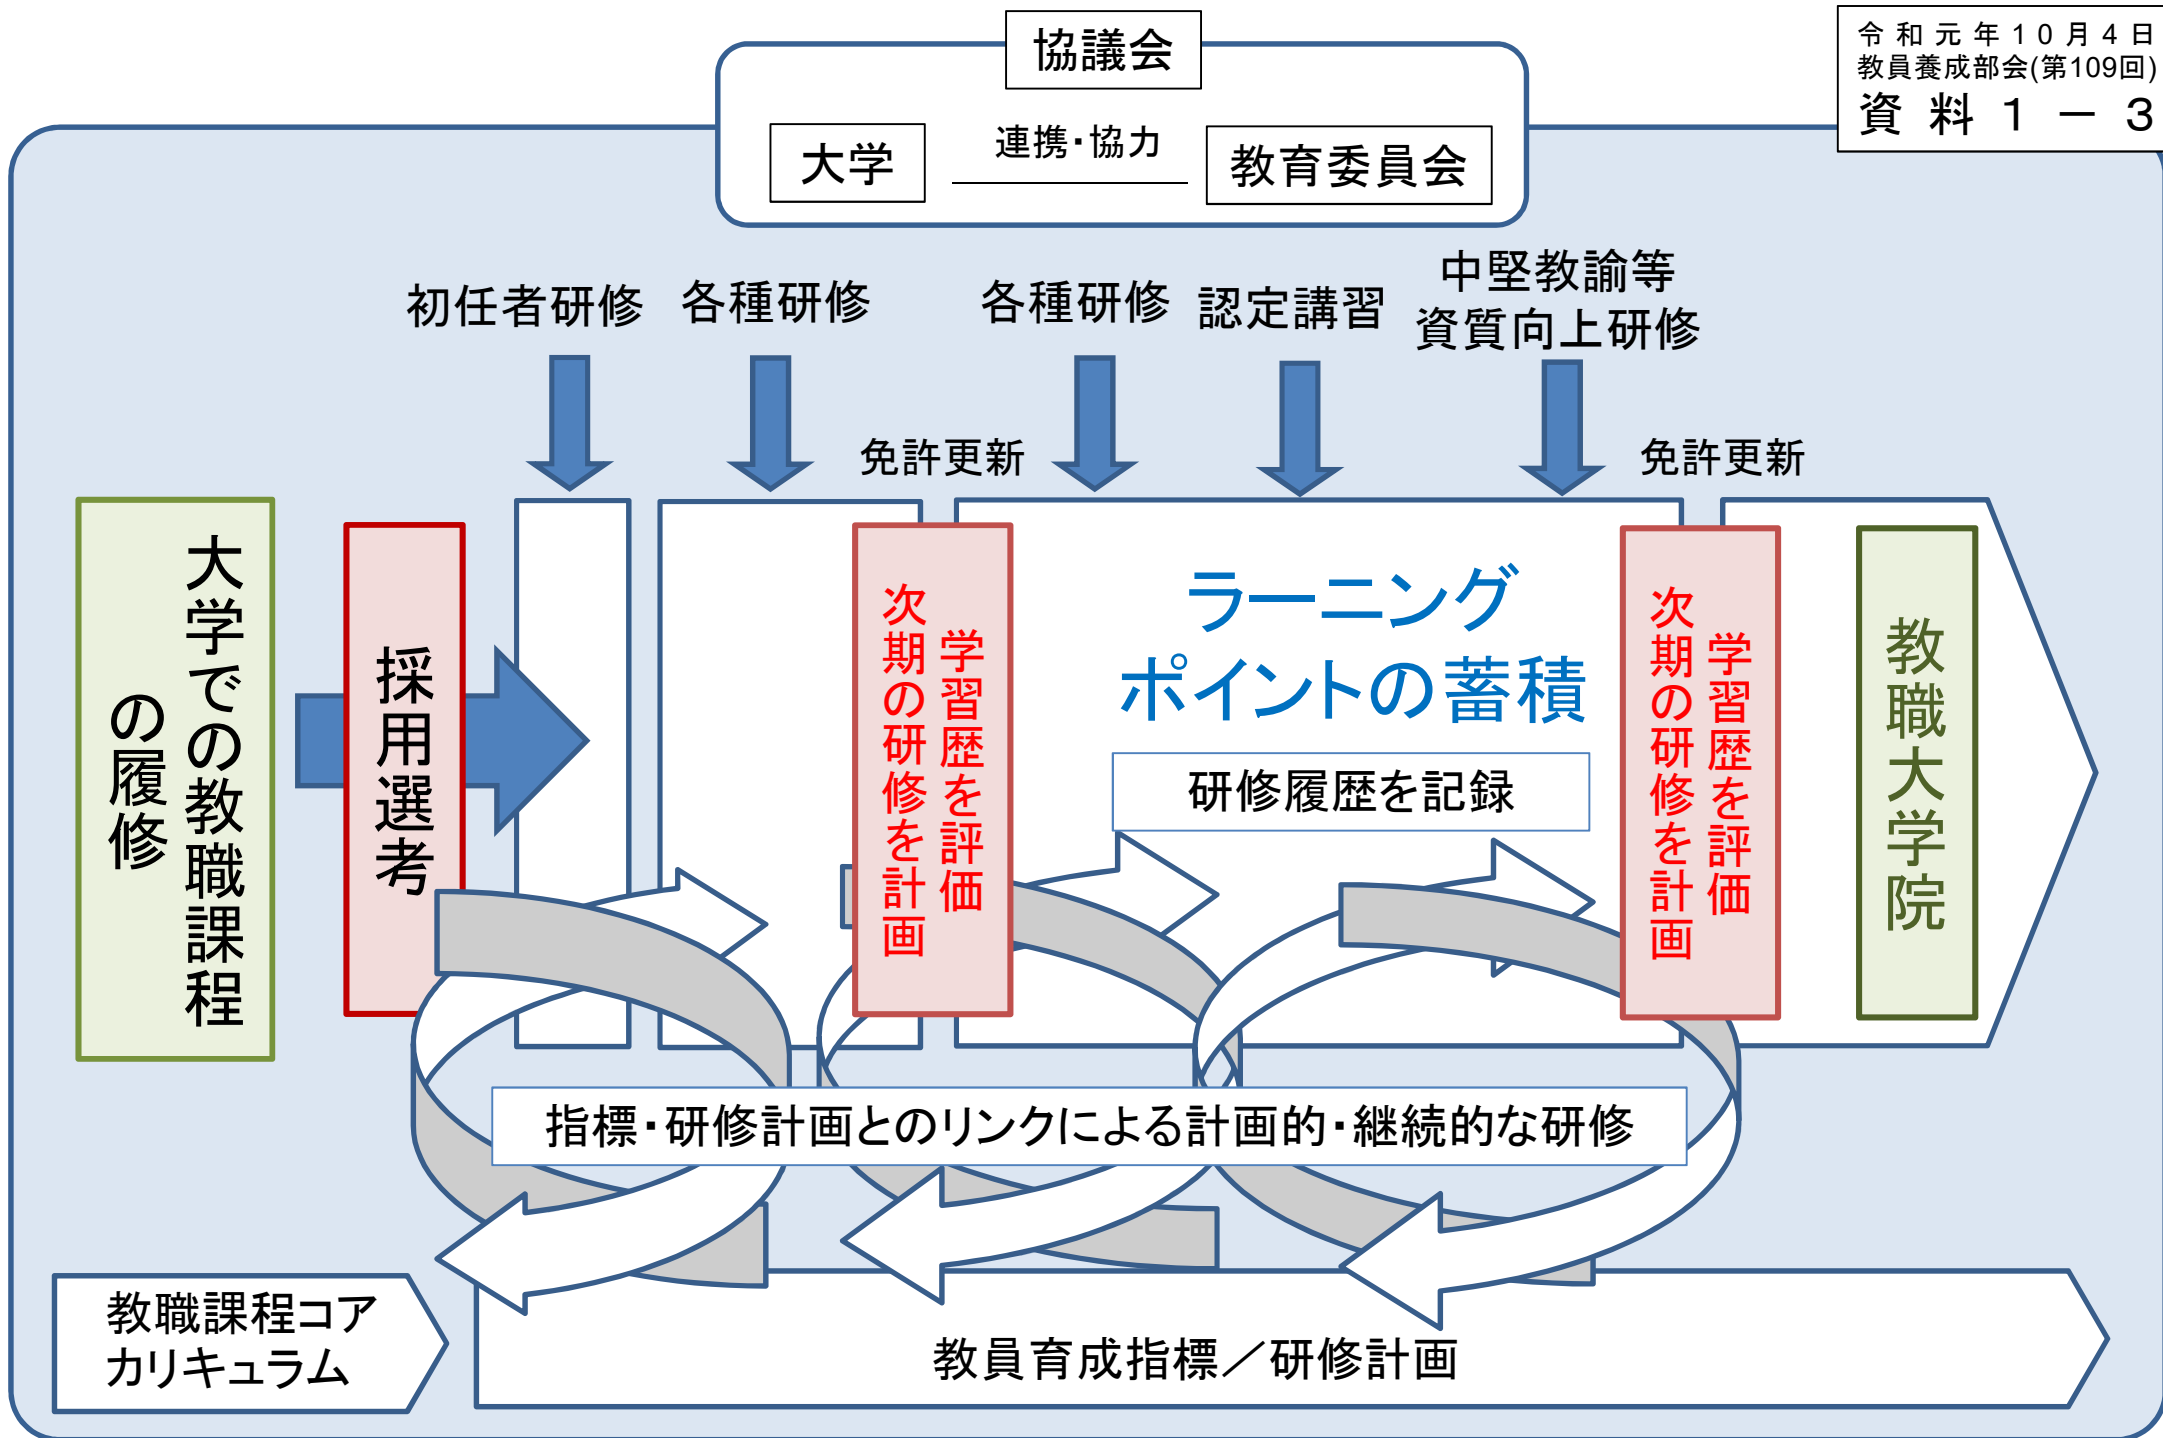 令和元年10月4日
教員養成部会(第109回)
資料１－３
協議会
大学
連携・協力
教育委員会
初任者研修
各種研修
各種研修
認定講習
中堅教諭等
資質向上研修
免許更新
免許更新
大学での教職課程
の履修
採用選考
学習歴を評価
次期の研修を計画
ラーニング
ポイントの蓄積
研修履歴を記録
学習歴を評価
次期の研修を計画
教職大学院
指標・研修計画とのリンクによる計画的・継続的な研修
教職課程コア
カリキュラム
教員育成指標／研修計画